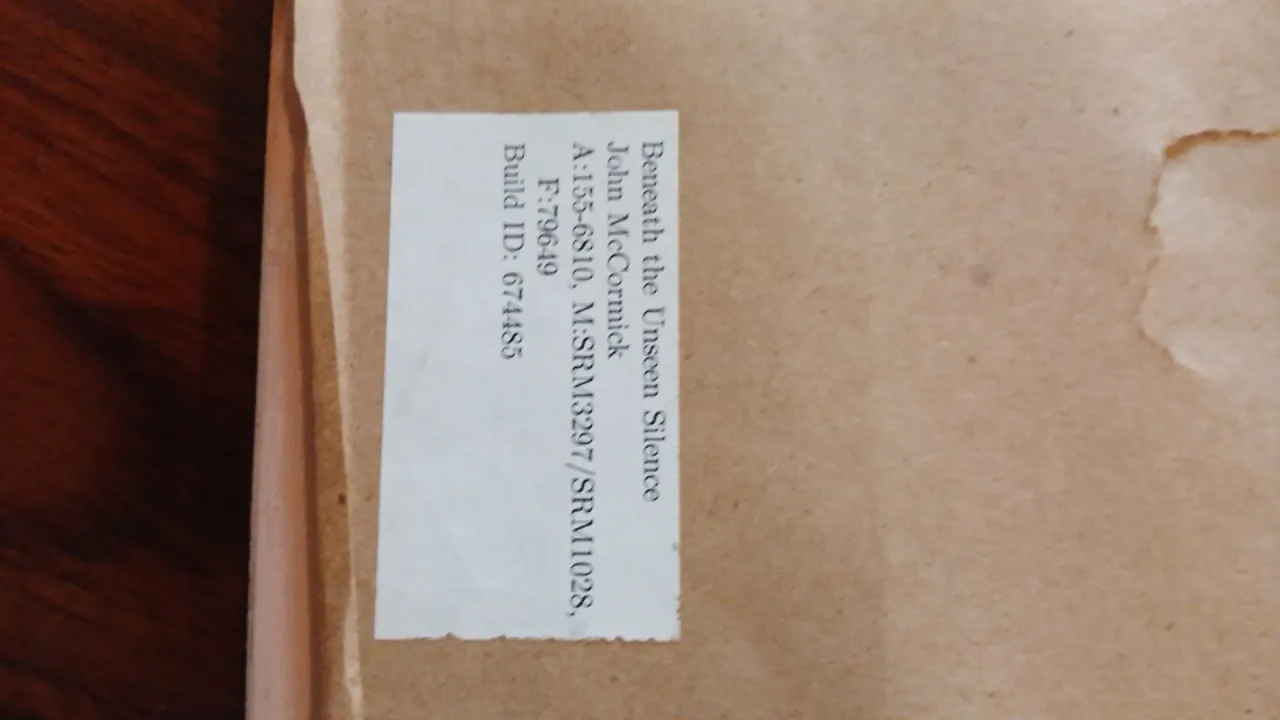 Beneath the Unseen Silence
John McCormick
A:155-6810, M:SRM3297/SRM1028,
F:79649
Build ID: 674485